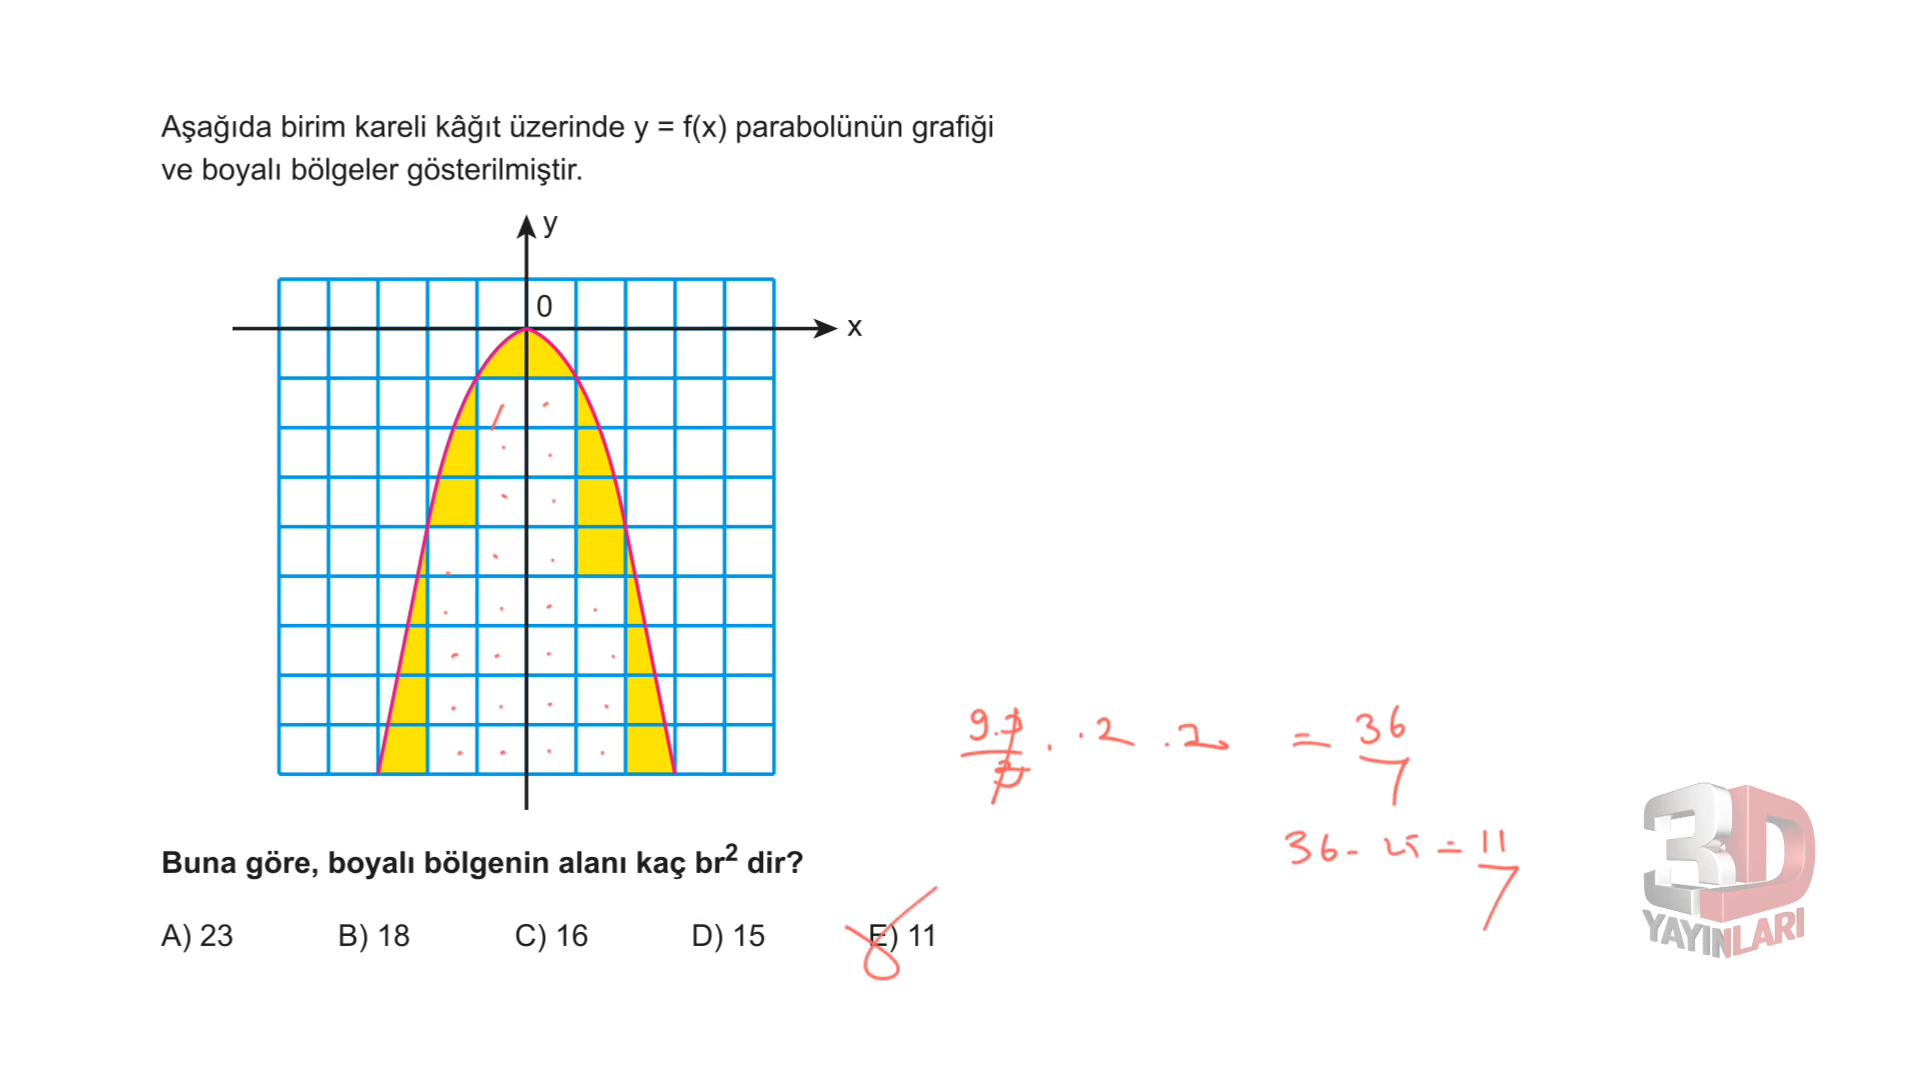 Aşağıda birim kareli kâğıt üzerinde y = f(x) parabolünün grafiği
ve boyalı bölgeler gösterilmiştir.
y
0
x
= 36
36 - 25 = 11
Buna göre, boyalı bölgenin alanı kaç br² dir?
A) 23 B) 18 C) 16 D) 15 E) 11
3D
YAYINLARI